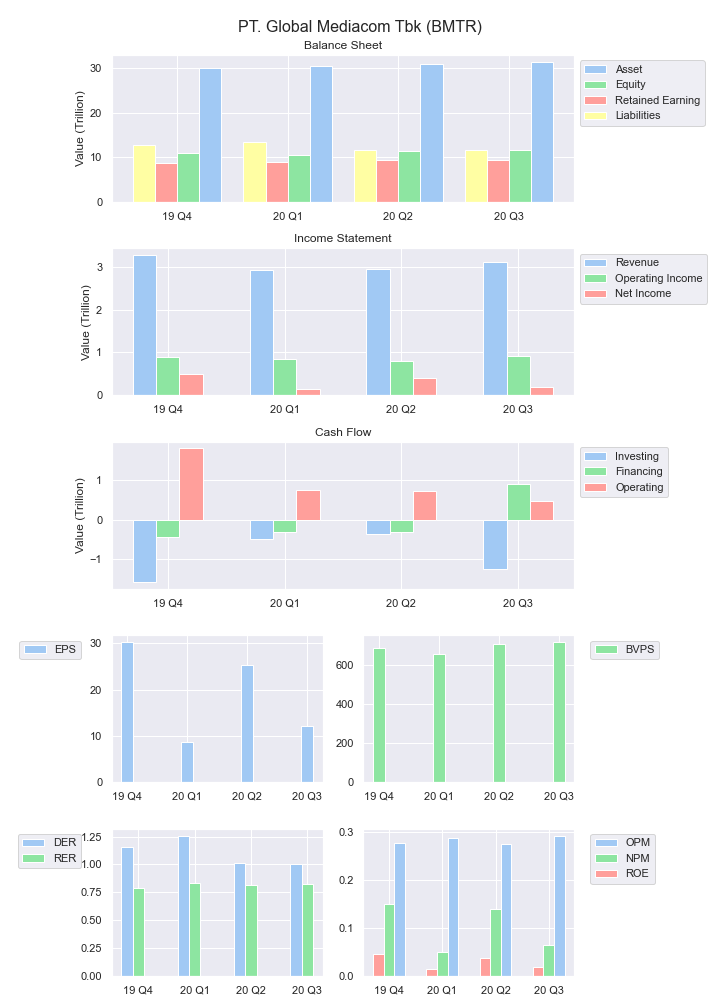 PT. Global Mediacom Tbk (BMTR)
Balance Sheet
Value (Trillion)
30
20
10
0
19 Q4 20 Q1 20 Q2 20 Q3
Asset
Equity
Retained Earning
Liabilities
Income Statement
Value (Trillion)
3
2
1
0
19 Q4 20 Q1 20 Q2 20 Q3
Revenue
Operating Income
Net Income
Cash Flow
Value (Trillion)
1
0
−1
19 Q4 20 Q1 20 Q2 20 Q3
Investing
Financing
Operating
EPS
30
20
10
0
19 Q4 20 Q1 20 Q2 20 Q3
600
400
200
0
19 Q4 20 Q1 20 Q2 20 Q3
BVPS
DER
RER
1.25
1.00
0.75
0.50
0.25
0.00
19 Q4 20 Q1 20 Q2 20 Q3
0.3
0.2
0.1
0.0
19 Q4 20 Q1 20 Q2 20 Q3
OPM
NPM
ROE